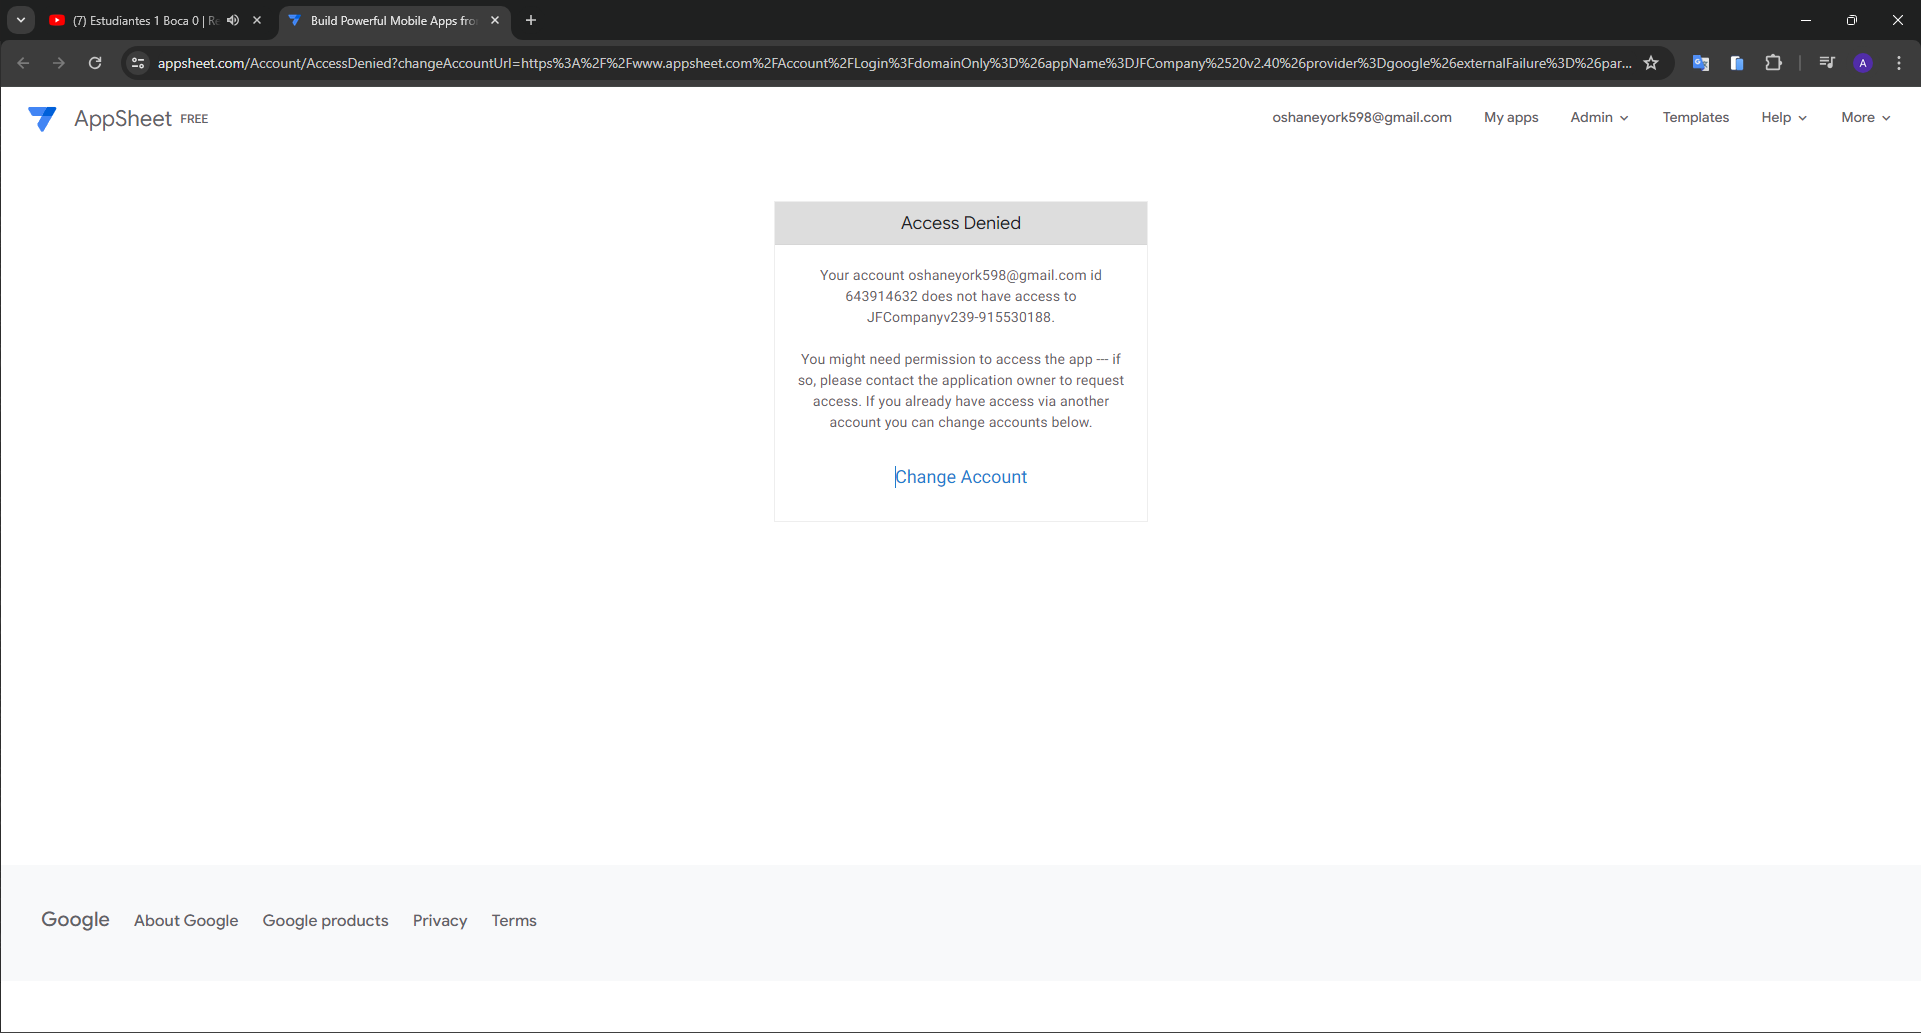 (7) Estudiantes 1 Boca 0 | Re
Build Powerful Mobile Apps fro
appsheet.com/Account/AccessDenied?changeAccountUrl=https%3A%2F%2Fwww.appsheet.com%2FAccount%2FLogin%3FdomainOnly%3D%26appName%3DJFCompany%2520v2.40%26provider%3Dgoogle%26externalFailure%3D%26par...
A
AppSheet FREE
oshaneyork598@gmail.com My apps Admin Templates Help More
Access Denied
Your account oshaneyork598@gmail.com id
643914632 does not have access to
JFCompanyv239-915530188.
You might need permission to access the app --- if
so, please contact the application owner to request
access. If you already have access via another
account you can change accounts below.
Change Account
Google About Google Google products Privacy Terms